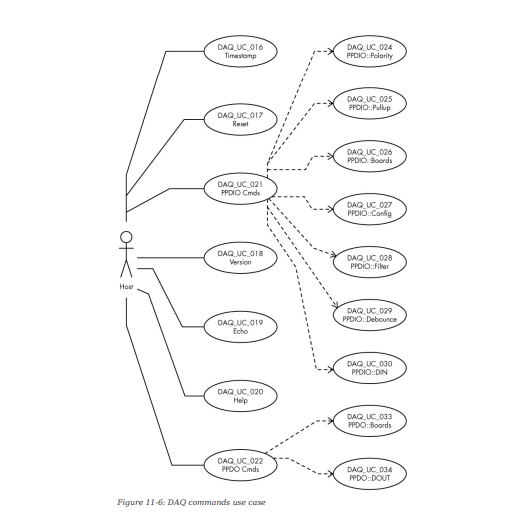 DAQ_UC_016
Timestamp
DAQ_UC_024
PPDIO::Polarity
DAQ_UC_025
PPDIO::Pullup
DAQ_UC_017
Reset
DAQ_UC_026
PPDIO::Boards
DAQ_UC_021
PPDIO Cmds
DAQ_UC_027
PPDIO::Config
DAQ_UC_018
Version
DAQ_UC_028
PPDIO::Filter
Host
DAQ_UC_029
PPDIO::Debounce
DAQ_UC_019
Echo
DAQ_UC_030
PPDIO::DIN
DAQ_UC_020
Help
DAQ_UC_033
PPDO::Boards
DAQ_UC_022
PPDO Cmds
DAQ_UC_034
PPDO::DOUT
Figure 11-6: DAQ commands use case